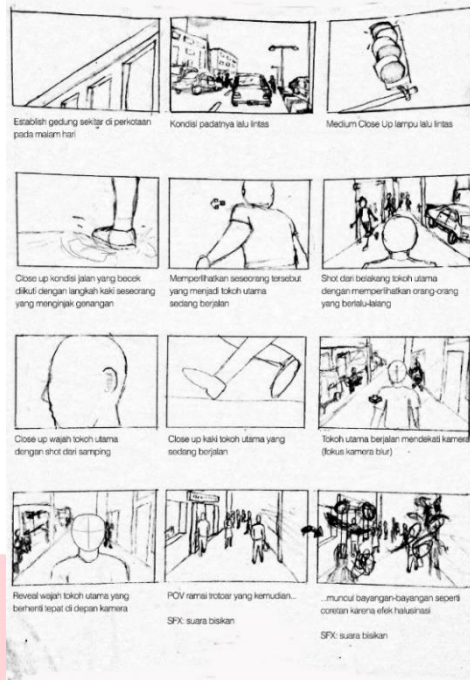 Establish gedung sekitar di perkotaan
pada malam hari
Kondisi padatnya lalu lintas
Medium Close Up lampu lalu lintas
Close up kondisi jalan yang becek
diikuti dengan langkah kaki seseorang
yang menginjak genangan
Memperlihatkan seseorang tersebut
yang menjadi tokoh utama
sedang berjalan
Shot dari belakang tokoh utama
dengan memperlihatkan orang-orang
yang berlalu-lalang
Close up wajah tokoh utama
dengan shot dari samping
Close up kaki tokoh utama yang
sedang berjalan
Tokoh utama berjalan mendekati kamera
(fokus kamera blur)
Reveal wajah tokoh utama yang
berhenti tepat di depan kamera
POV ramai trotoar yang kemudian...
SFX: suara bisikan
...muncul bayangan-bayangan seperti
coretan karena efek halusinasi
SFX: suara bisikan